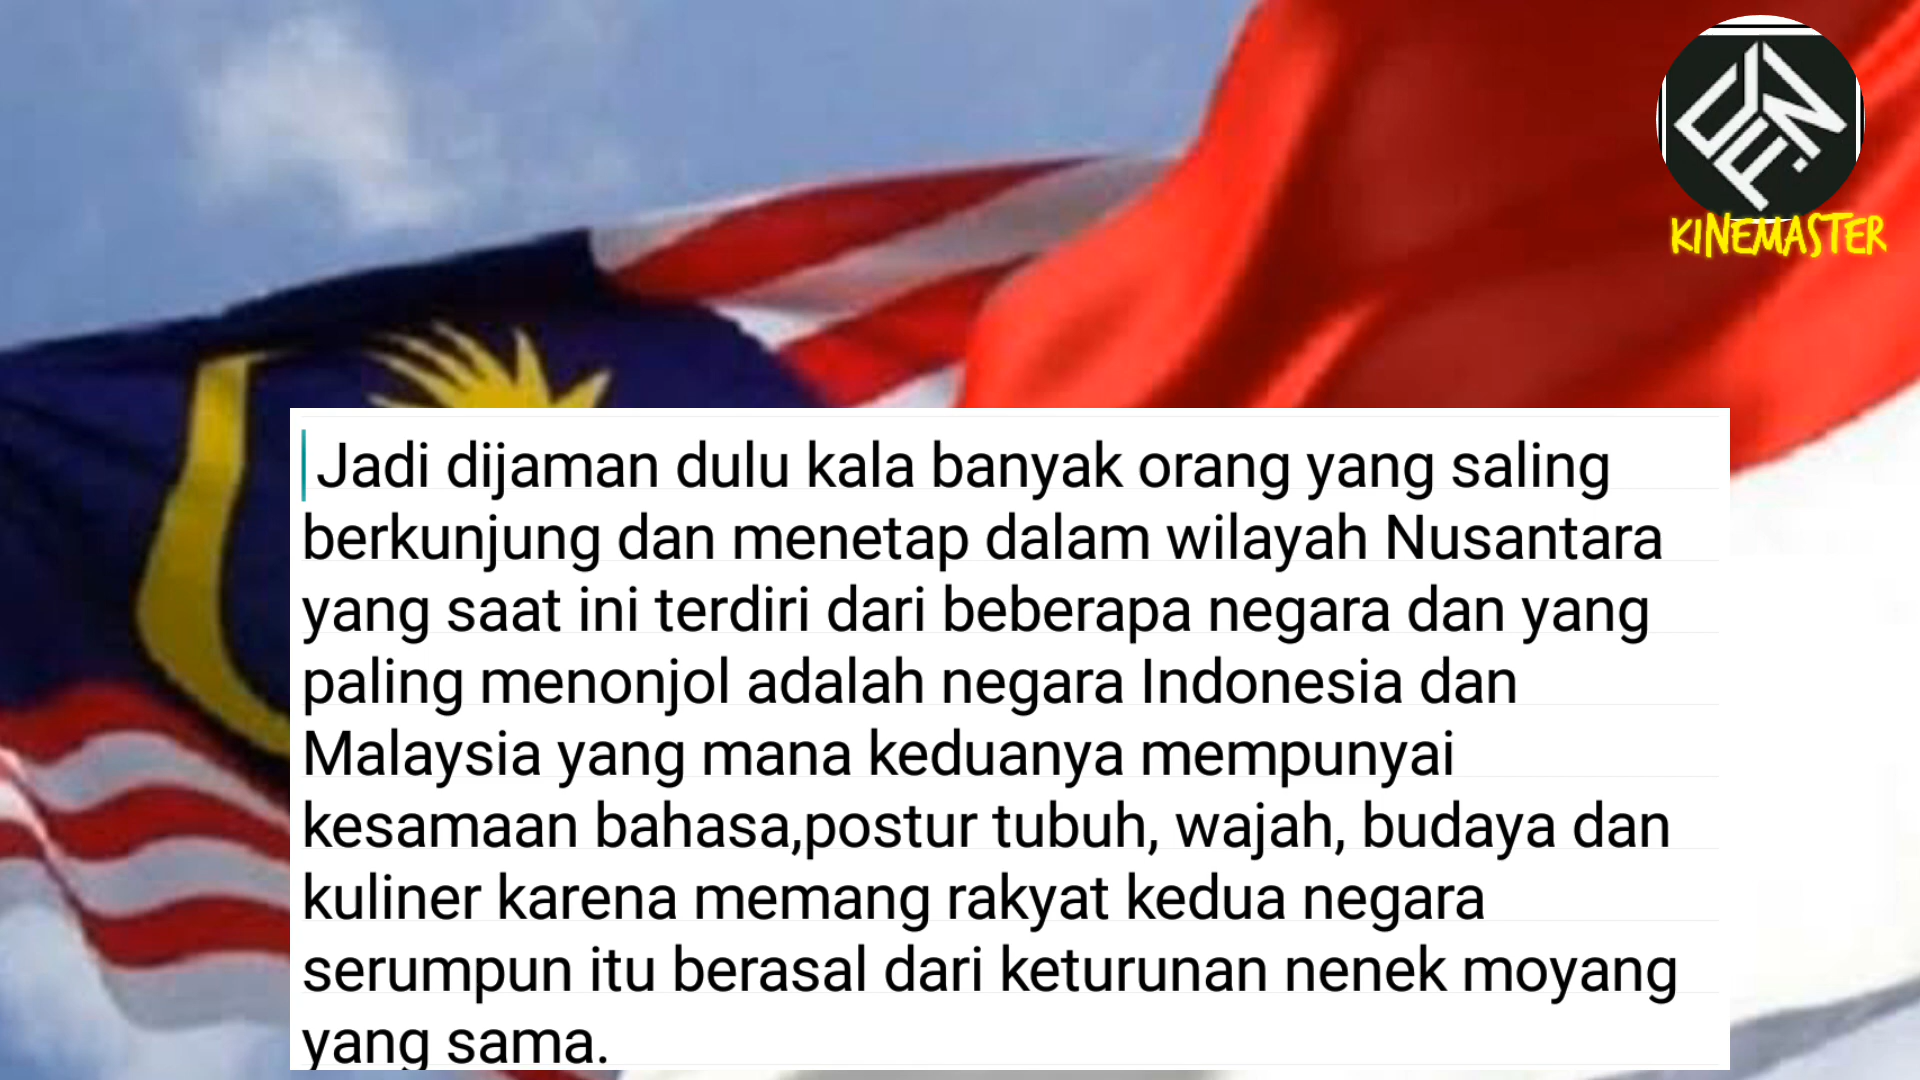 UN
F.
KINEMASTER
Jadi dijaman dulu kala banyak orang yang saling
berkunjung dan menetap dalam wilayah Nusantara
yang saat ini terdiri dari beberapa negara dan yang
paling menonjol adalah negara Indonesia dan
Malaysia yang mana keduanya mempunyai
kesamaan bahasa,postur tubuh, wajah, budaya dan
kuliner karena memang rakyat kedua negara
serumpun itu berasal dari keturunan nenek moyang
yang sama.